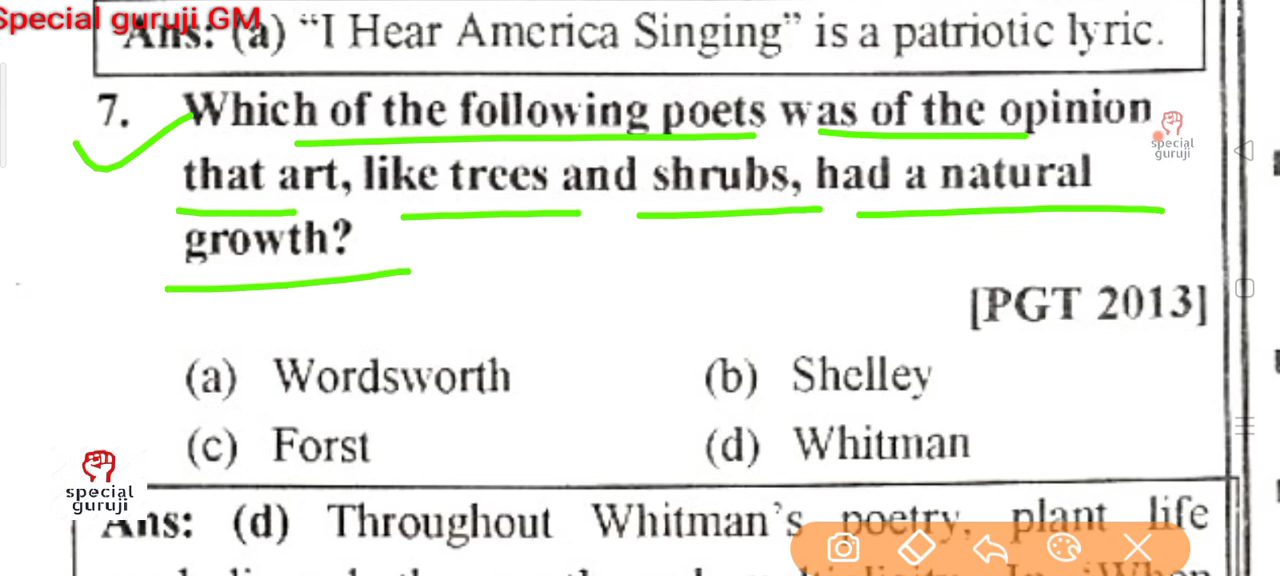 Special guruji GM
Ans: (a) “I Hear America Singing” is a patriotic lyric.
7. Which of the following poets was of the opinion
special
guruji
that art, like trees and shrubs, had a natural
growth?
[PGT 2013]
(a) Wordsworth (b) Shelley
(c) Forst (d) Whitman
special
guruji
Ans: (d) Throughout Whitman’s poetry, plant life